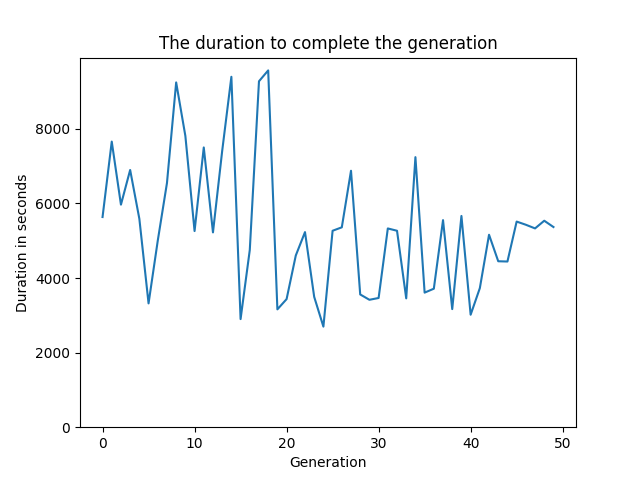 The duration to complete the generation
8000
6000
4000
2000
0
Duration in seconds
0 10 20 30 40 50
Generation